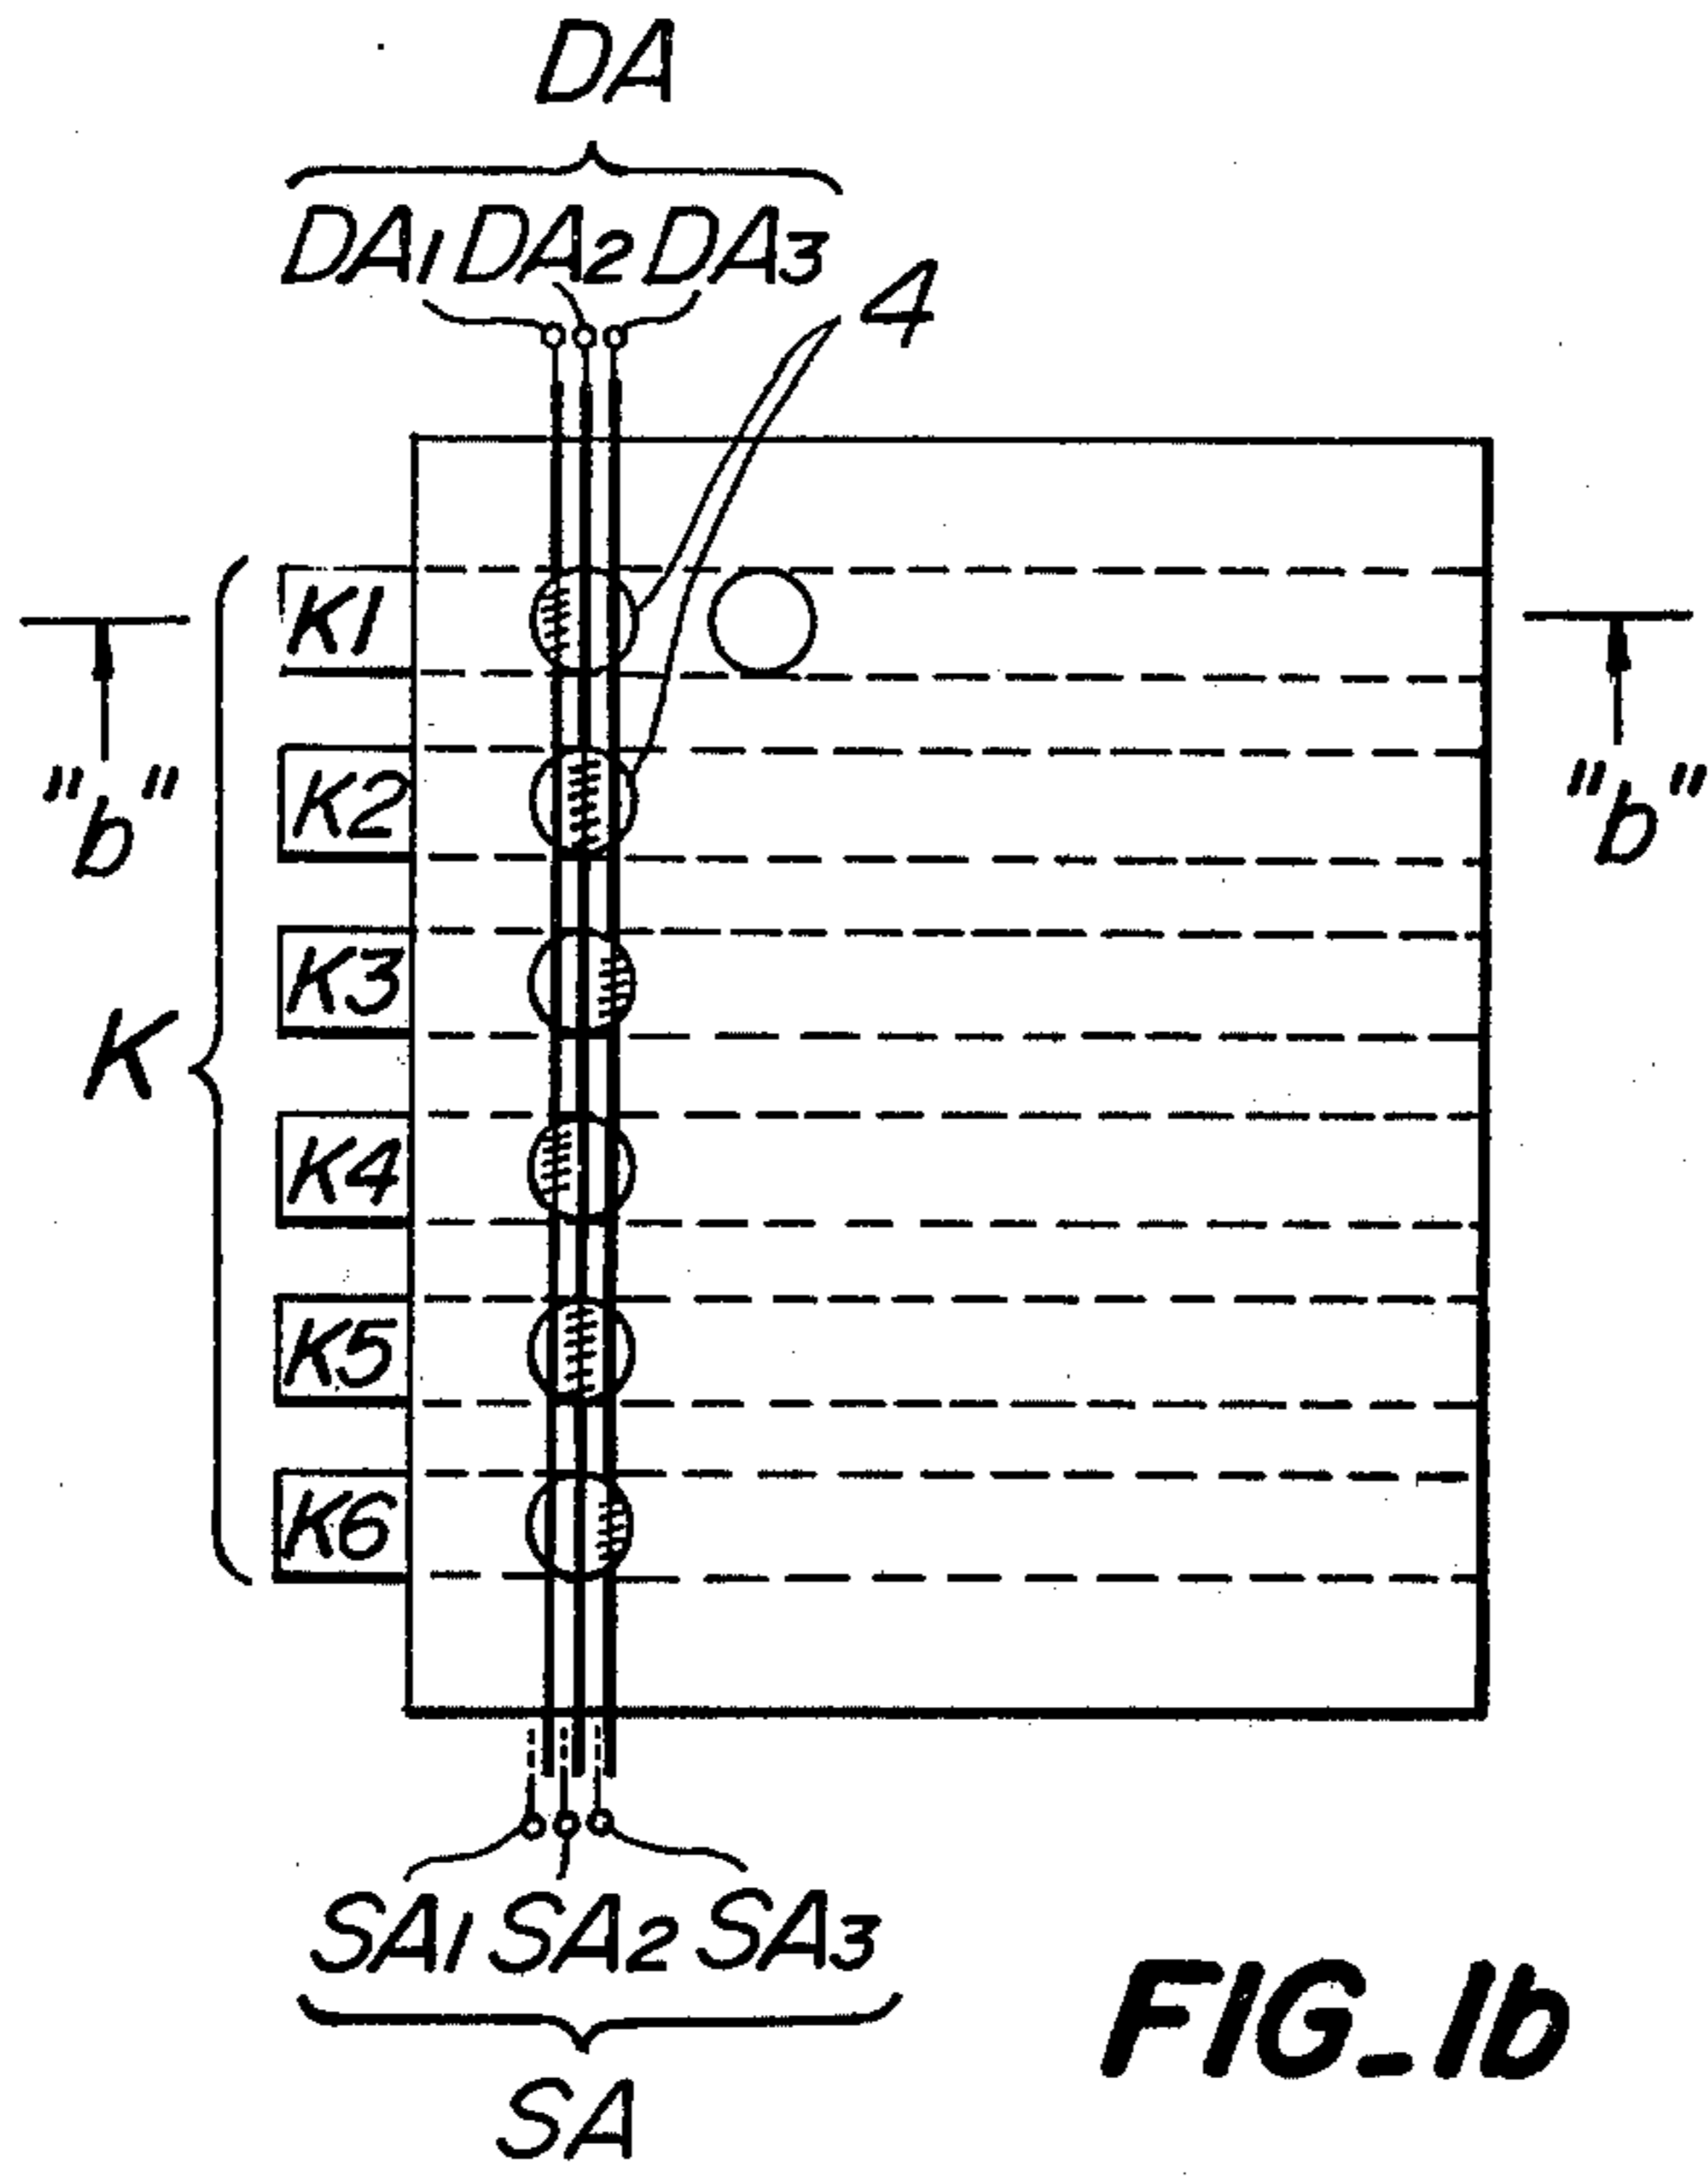 DA
DA1 DA2 DA3
4
K1
"b" "b"
K2
K3
K
K4
K5
K6
SA1 SA2 SA3
SA
FIG_1b